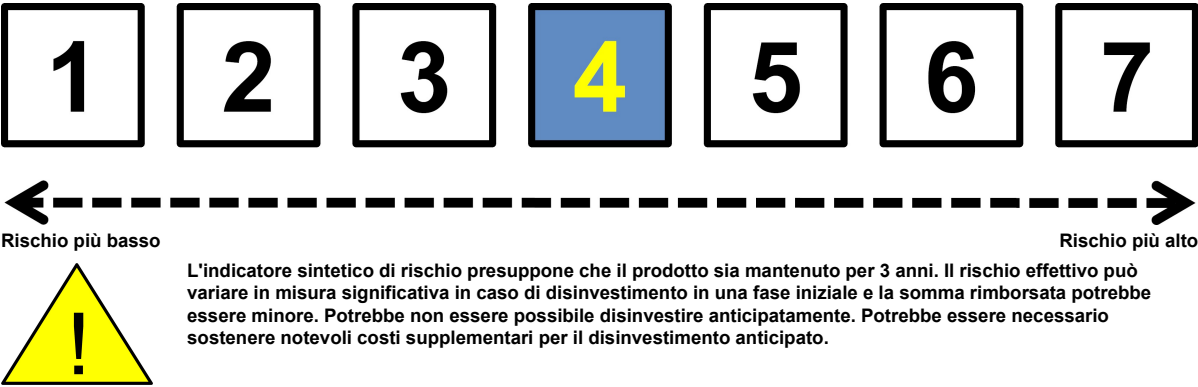 1 2 3 4 5 6 7
Rischio più basso Rischio più alto
L'indicatore sintetico di rischio presuppone che il prodotto sia mantenuto per 3 anni. Il rischio effettivo può
variare in misura significativa in caso di disinvestimento in una fase iniziale e la somma rimborsata potrebbe
essere minore. Potrebbe non essere possibile disinvestire anticipatamente. Potrebbe essere necessario
sostenere notevoli costi supplementari per il disinvestimento anticipato.
!